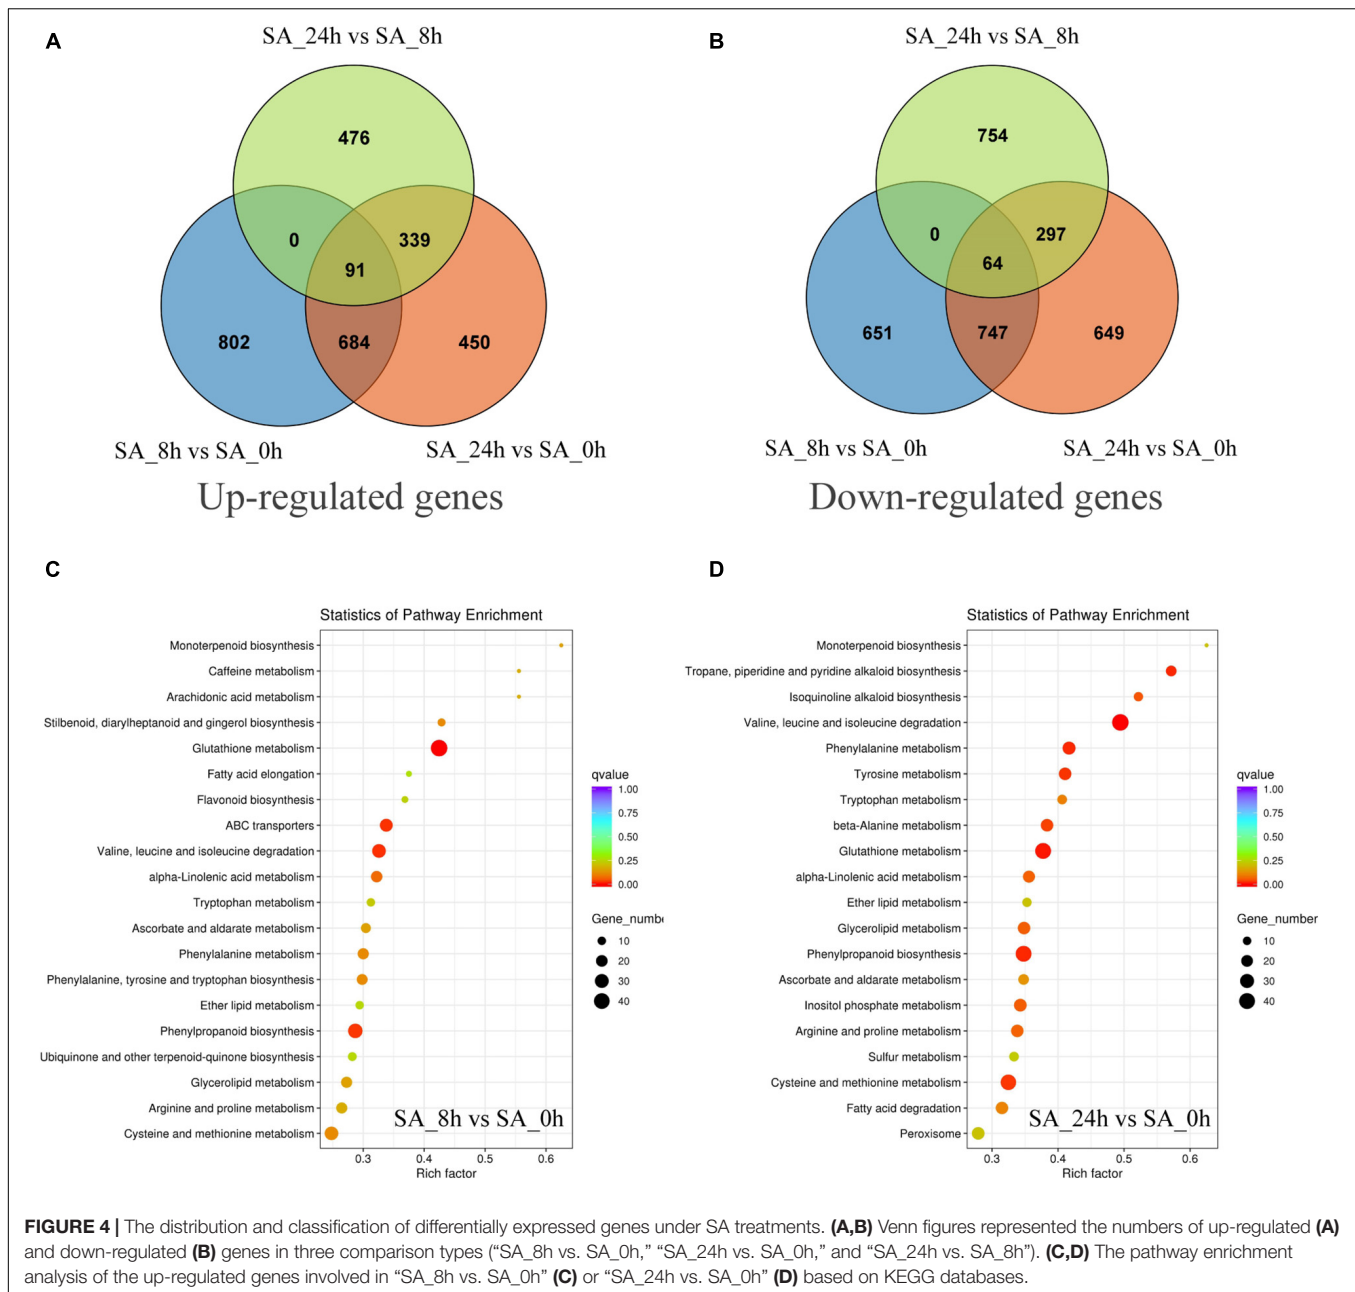 A
SA_24h vs SA_8h
476
0
339
91
802
684
450
SA_8h vs SA_0h
SA_24h vs SA_0h
Up-regulated genes
B
SA_24h vs SA_8h
754
0
297
64
651
747
649
SA_8h vs SA_0h
SA_24h vs SA_0h
Down-regulated genes
C
Statistics of Pathway Enrichment
Monoterpenoid biosynthesis
Caffeine metabolism
Arachidonic acid metabolism
Stilbenoid, diarylheptanoid and gingerol biosynthesis
Glutathione metabolism
Fatty acid elongation
Flavonoid biosynthesis
ABC transporters
Valine, leucine and isoleucine degradation
alpha-Linolenic acid metabolism
Tryptophan metabolism
Ascorbate and aldarate metabolism
Phenylalanine metabolism
Phenylalanine, tyrosine and tryptophan biosynthesis
Ether lipid metabolism
Phenylpropanoid biosynthesis
Ubiquinone and other terpenoid-quinone biosynthesis
Glycerolipid metabolism
Arginine and proline metabolism
Cysteine and methionine metabolism
SA_8h vs SA_0h
0.3 0.4 0.5 0.6
Rich factor
qvalue
1.00
0.75
0.50
0.25
0.00
Gene_numbe
10
20
30
40
D
Statistics of Pathway Enrichment
Monoterpenoid biosynthesis
Tropane, piperidine and pyridine alkaloid biosynthesis
Isoquinoline alkaloid biosynthesis
Valine, leucine and isoleucine degradation
Phenylalanine metabolism
Tyrosine metabolism
Tryptophan metabolism
beta-Alanine metabolism
Glutathione metabolism
alpha-Linolenic acid metabolism
Ether lipid metabolism
Glycerolipid metabolism
Phenylpropanoid biosynthesis
Ascorbate and aldarate metabolism
Inositol phosphate metabolism
Arginine and proline metabolism
Sulfur metabolism
Cysteine and methionine metabolism
Fatty acid degradation
Peroxisome
SA_24h vs SA_0h
0.3 0.4 0.5 0.6
Rich factor
qvalue
1.00
0.75
0.50
0.25
0.00
Gene_number
10
20
30
40
FIGURE 4 | The distribution and classification of differentially expressed genes under SA treatments. (A,B) Venn figures represented the numbers of up-regulated (A)
and down-regulated (B) genes in three comparison types (“SA_8h vs. SA_0h,” “SA_24h vs. SA_0h,” and “SA_24h vs. SA_8h”). (C,D) The pathway enrichment
analysis of the up-regulated genes involved in “SA_8h vs. SA_0h” (C) or “SA_24h vs. SA_0h” (D) based on KEGG databases.